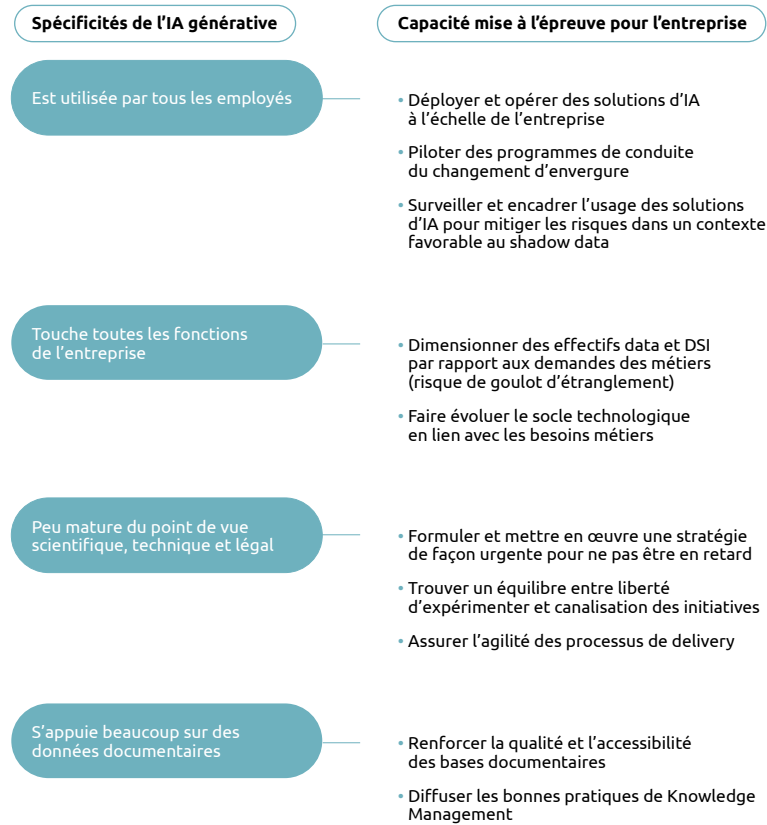 Spécificités de l'IA générative
Capacité mise à l'épreuve pour l'entreprise
Est utilisée par tous les employés
• Déployer et opérer des solutions d'IA
à l'échelle de l'entreprise
• Piloter des programmes de conduite
du changement d'envergure
• Surveiller et encadrer l'usage des solutions
d'IA pour mitiger les risques dans un contexte
favorable au shadow data
Touche toutes les fonctions
de l'entreprise
• Dimensionner des effectifs data et DSI
par rapport aux demandes des métiers
(risque de goulot d'étranglement)
• Faire évoluer le socle technologique
en lien avec les besoins métiers
Peu mature du point de vue
scientifique, technique et légal
• Formuler et mettre en œuvre une stratégie
de façon urgente pour ne pas être en retard
• Trouver un équilibre entre liberté
d'expérimenter et canalisation des initiatives
• Assurer l'agilité des processus de delivery
S'appuie beaucoup sur des
données documentaires
• Renforcer la qualité et l'accessibilité
des bases documentaires
• Diffuser les bonnes pratiques de Knowledge
Management